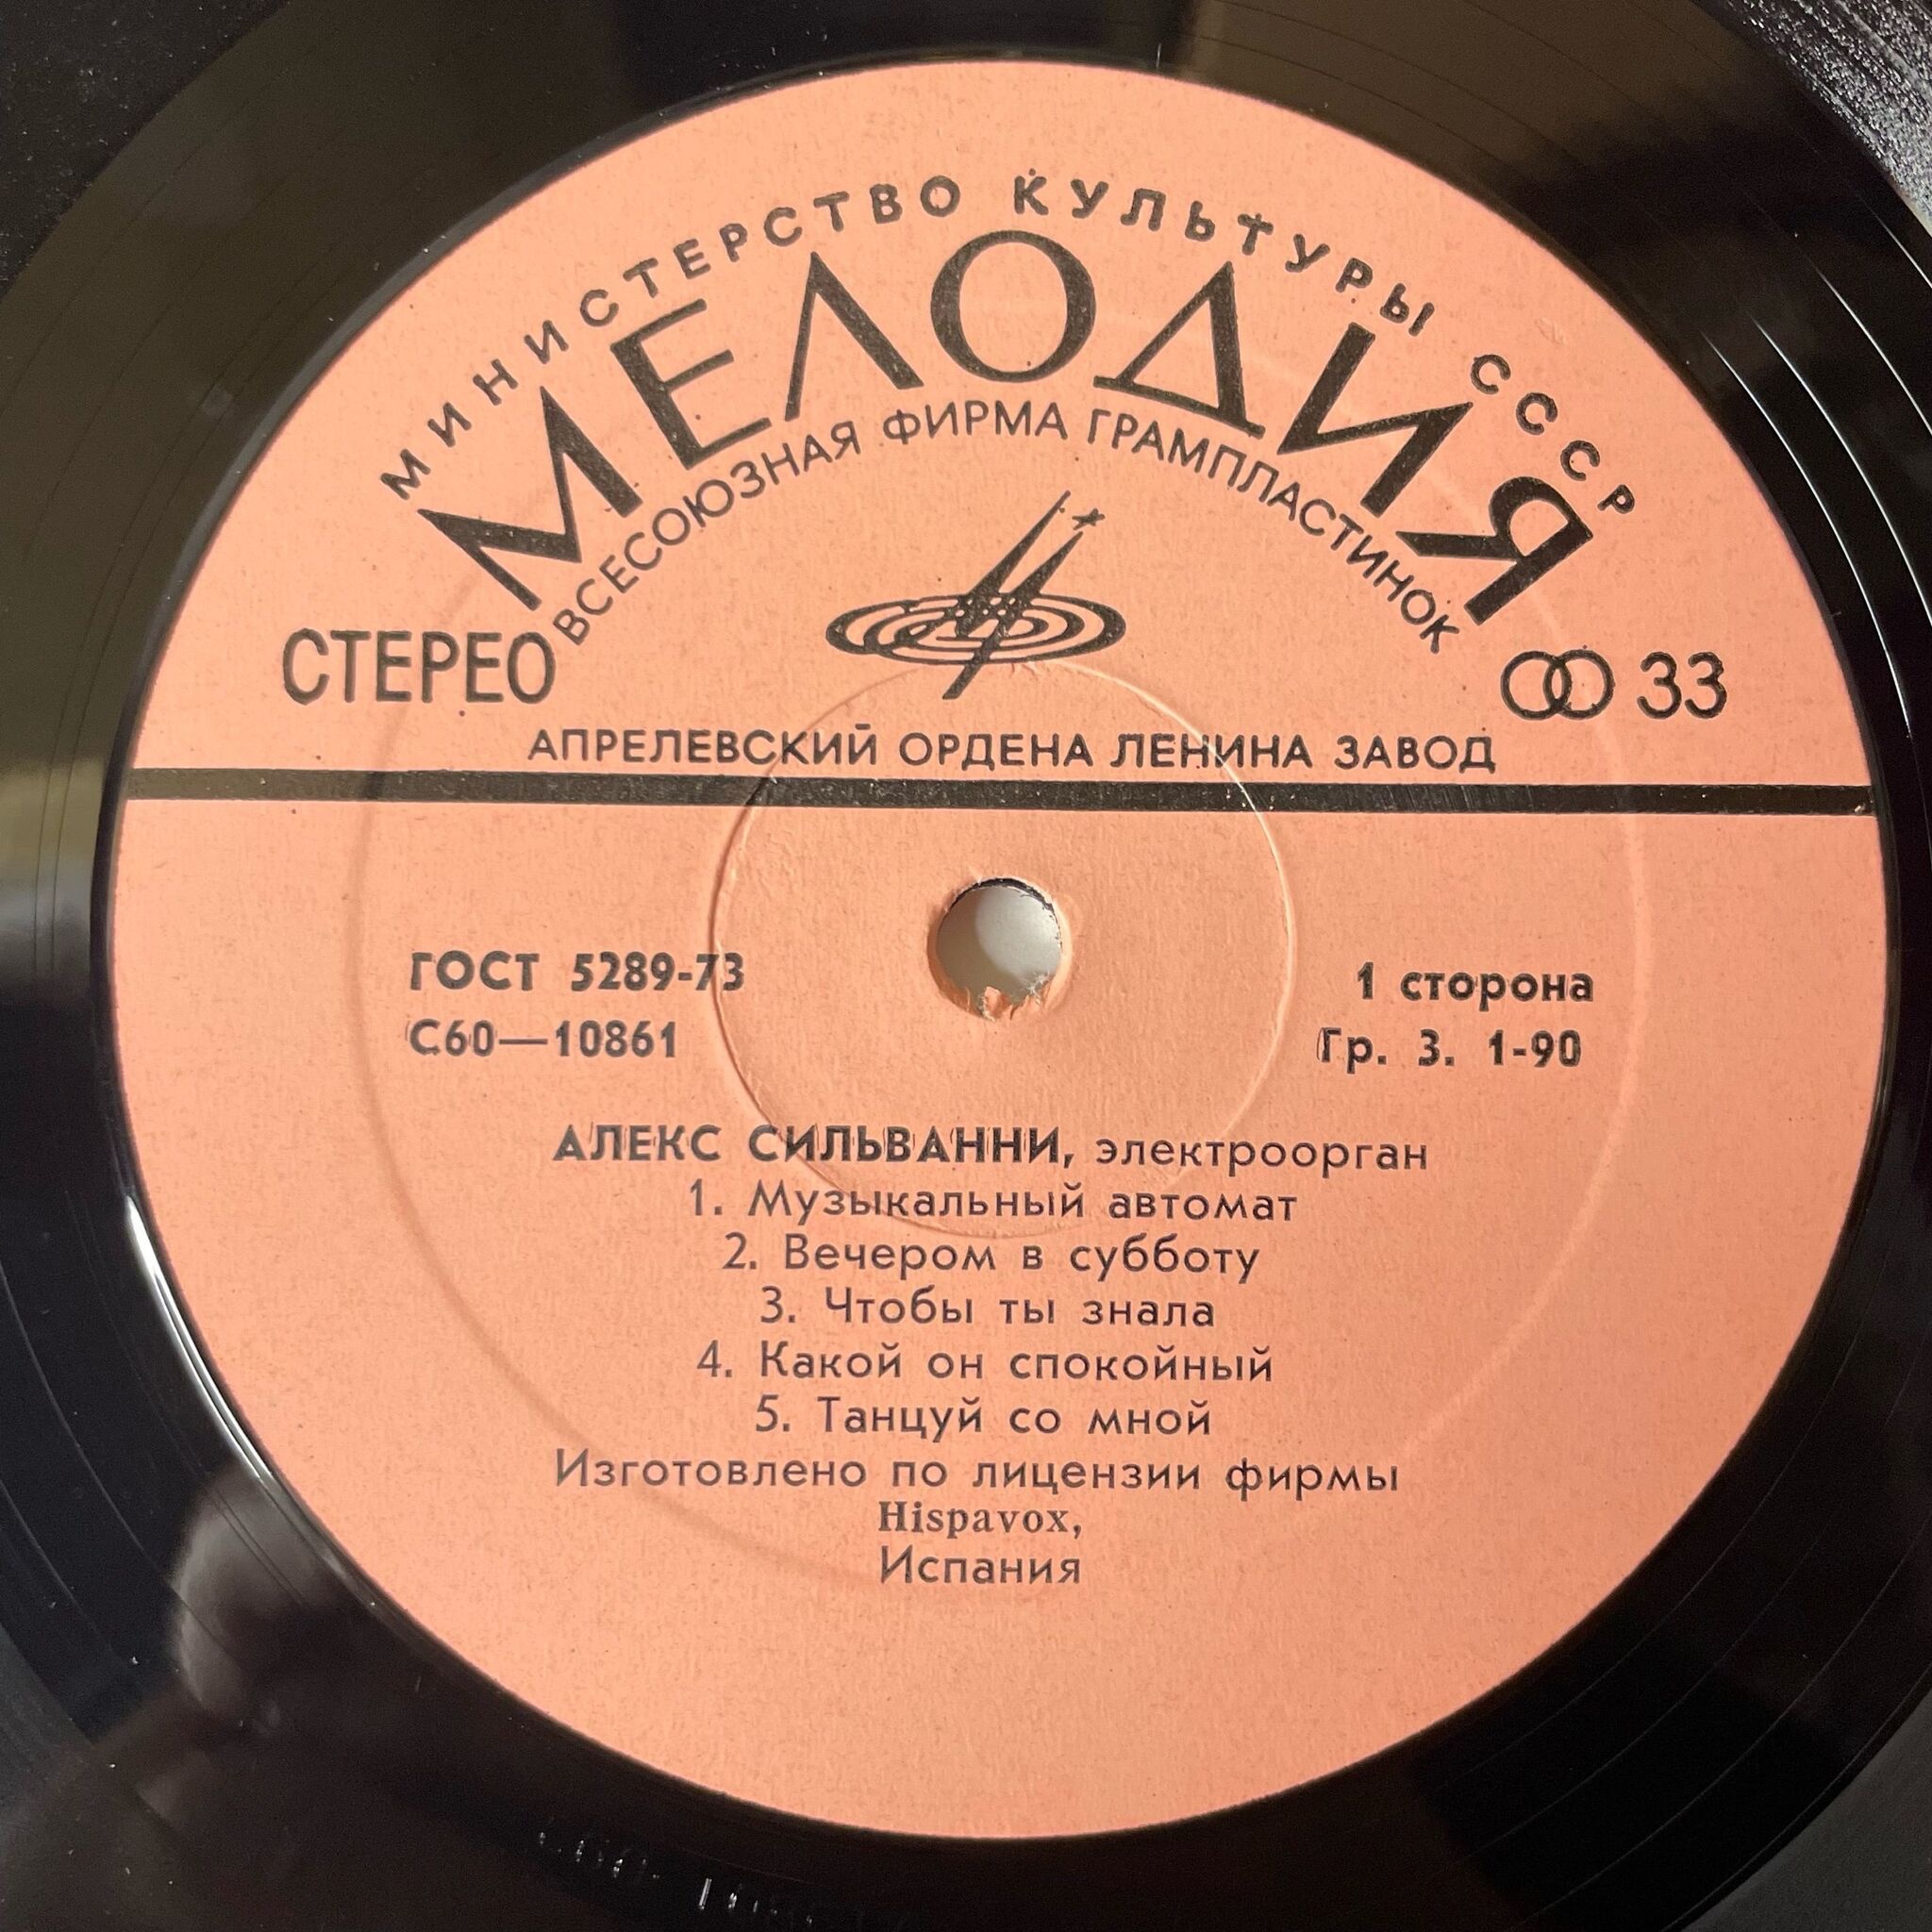 МИНИСТЕРСТВО КУЛЬТУРЫ СССР
МЕЛОДИЯ
ВСЕСОЮЗНАЯ ФИРМА ГРАМПЛАСТИНОК
СТЕРЕО
33
АПРЕЛЕВСКИЙ ОРДЕНА ЛЕНИНА ЗАВОД
ГОСТ 5289-73
1 сторона
С60—10861
Гр. 3. 1-90
АЛЕКС СИЛЬВАННИ, электроорган
1. Музыкальный автомат
2. Вечером в субботу
3. Чтобы ты знала
4. Какой он спокойный
5. Танцуй со мной
Изготовлено по лицензии фирмы
Hispavox,
Испания